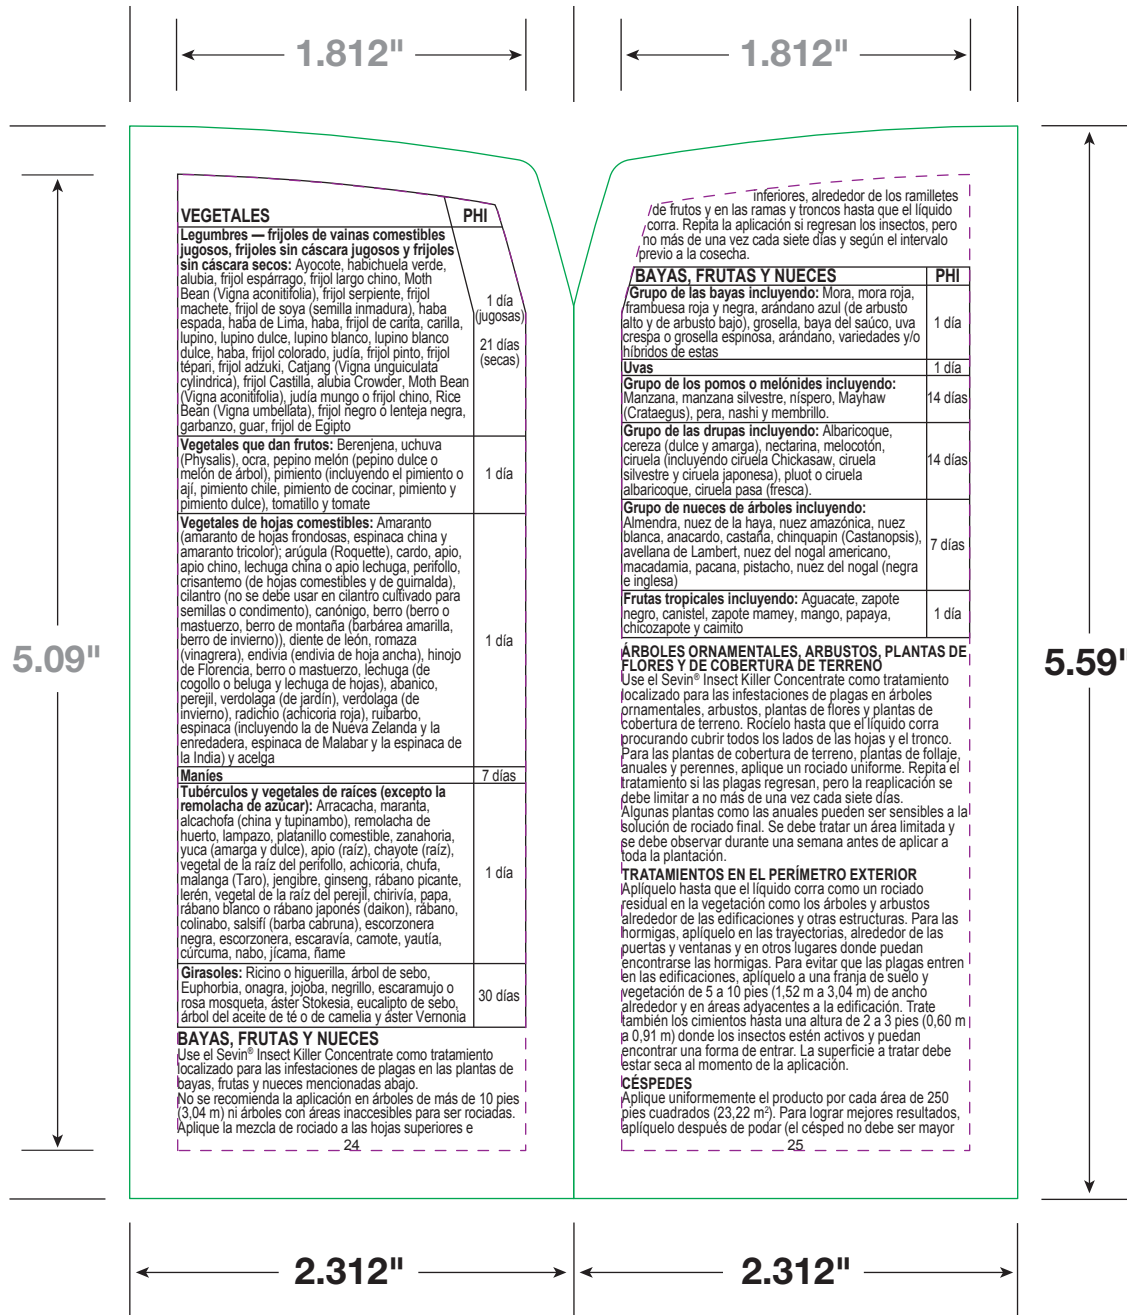 1.812"
1.812"
5.09"
5.59"
VEGETALES PHI
Legumbres — frijoles de vainas comestibles
jugosos, frijoles sin cáscara jugosos y frijoles
sin cáscara secos: Ayocote, habichuela verde,
alubia, frijol espárrago, frijol largo chino, Moth
Bean (Vigna aconitifolia), frijol serpiente, frijol
machete, frijol de soya (semilla inmadura), haba
espada, haba de Lima, haba, frijol de carita, carilla,
lupino, lupino dulce, lupino blanco, lupino blanco
dulce, haba, frijol colorado, judía, frijol pinto, frijol
tépari, frijol adzuki, Catjang (Vigna unguiculata
cylindrica), frijol Castilla, alubia Crowder, Moth Bean
(Vigna aconitifolia), judía mungo o frijol chino, Rice
Bean (Vigna umbellata), frijol negro ó lenteja negra,
garbanzo, guar, frijol de Egipto
1 día
(jugosas)
21 días
(secas)
Vegetales que dan frutos: Berenjena, uchuva
(Physalis), ocra, pepino melón (pepino dulce o
melón de árbol), pimiento (incluyendo el pimiento o
ají, pimiento chile, pimiento de cocinar, pimiento y
pimiento dulce), tomatillo y tomate
1 día
Vegetales de hojas comestibles: Amaranto
(amaranto de hojas frondosas, espinaca china y
amaranto tricolor); arúgula (Roquette), cardo, apio,
apio chino, lechuga china o apio lechuga, perifollo,
crisantemo (de hojas comestibles y de guirnalda),
cilantro (no se debe usar en cilantro cultivado para
semillas o condimento), canónigo, berro (berro o
mastuerzo, berro de montaña (barbárea amarilla,
berro de invierno)), diente de león, romaza
(vinagrera), endivia (endivia de hoja ancha), hinojo
de Florencia, berro o mastuerzo, lechuga (de
cogollo o beluga y lechuga de hojas), abanico,
perejil, verdolaga (de jardín), verdolaga (de
invierno), radichio (achicoria roja), ruibarbo,
espinaca (incluyendo la de Nueva Zelanda y la
enredadera, espinaca de Malabar y la espinaca de
la India) y acelga
1 día
Maníes 7 días
Tubérculos y vegetales de raíces (excepto la
remolacha de azúcar): Arracacha, maranta,
alcachofa (china y tupinambo), remolacha de
huerto, lampazo, platanillo comestible, zanahoria,
yuca (amarga y dulce), apio (raíz), chayote (raíz),
vegetal de la raíz del perifollo, achicoria, chufa,
malanga (Taro), jengibre, ginseng, rábano picante,
lerén, vegetal de la raíz del perejil, chirivía, papa,
rábano blanco o rábano japonés (daikon), rábano,
colinabo, salsifí (barba cabruna), escorzonera
negra, escorzonera, escaravía, camote, yautía,
cúrcuma, nabo, jícama, ñame
1 día
Girasoles: Ricino o higuerilla, árbol de sebo,
Euphorbia, onagra, jojoba, negrillo, escaramujo o
rosa mosqueta, áster Stokesia, eucalipto de sebo,
árbol del aceite de té o de camelia y áster Vernonia
30 días
BAYAS, FRUTAS Y NUECES
Use el Sevin® Insect Killer Concentrate como tratamiento
localizado para las infestaciones de plagas en las plantas de
bayas, frutas y nueces mencionadas abajo.
No se recomienda la aplicación en árboles de más de 10 pies
(3,04 m) ni árboles con áreas inaccesibles para ser rociadas.
Aplique la mezcla de rociado a las hojas superiores e
24
inferiores, alrededor de los ramilletes
de frutos y en las ramas y troncos hasta que el líquido
corra. Repita la aplicación si regresan los insectos, pero
no más de una vez cada siete días y según el intervalo
previo a la cosecha.
BAYAS, FRUTAS Y NUECES PHI
Grupo de las bayas incluyendo: Mora, mora roja,
frambuesa roja y negra, arándano azul (de arbusto
alto y de arbusto bajo), grosella, baya del saúco, uva
crespa o grosella espinosa, arándano, variedades y/o
híbridos de estas
1 día
Uvas 1 día
Grupo de los pomos o melónides incluyendo:
Manzana, manzana silvestre, níspero, Mayhaw
(Crataegus), pera, nashi y membrillo.
14 días
Grupo de las drupas incluyendo: Albaricoque,
cereza (dulce y amarga), nectarina, melocotón,
ciruela (incluyendo ciruela Chickasaw, ciruela
silvestre y ciruela japonesa), pluot o ciruela
albaricoque, ciruela pasa (fresca).
14 días
Grupo de nueces de árboles incluyendo:
Almendra, nuez de la haya, nuez amazónica, nuez
blanca, anacardo, castaña, chinquapin (Castanopsis),
avellana de Lambert, nuez del nogal americano,
macadamia, pacana, pistacho, nuez del nogal (negra
e inglesa)
7 días
Frutas tropicales incluyendo: Aguacate, zapote
negro, canistel, zapote mamey, mango, papaya,
chicozapote y caimito
1 día
ÁRBOLES ORNAMENTALES, ARBUSTOS, PLANTAS DE
FLORES Y DE COBERTURA DE TERRENO
Use el Sevin® Insect Killer Concentrate como tratamiento
localizado para las infestaciones de plagas en árboles
ornamentales, arbustos, plantas de flores y plantas de
cobertura de terreno. Rocíelo hasta que el líquido corra
procurando cubrir todos los lados de las hojas y el tronco.
Para las plantas de cobertura de terreno, plantas de follaje,
anuales y perennes, aplique un rociado uniforme. Repita el
tratamiento si las plagas regresan, pero la reaplicación se
debe limitar a no más de una vez cada siete días.
Algunas plantas como las anuales pueden ser sensibles a la
solución de rociado final. Se debe tratar un área limitada y
se debe observar durante una semana antes de aplicar a
toda la plantación.
TRATAMIENTOS EN EL PERÍMETRO EXTERIOR
Aplíquelo hasta que el líquido corra como un rociado
residual en la vegetación como los árboles y arbustos
alrededor de las edificaciones y otras estructuras. Para las
hormigas, aplíquelo en las trayectorias, alrededor de las
puertas y ventanas y en otros lugares donde puedan
encontrarse las hormigas. Para evitar que las plagas entren
en las edificaciones, aplíquelo a una franja de suelo y
vegetación de 5 a 10 pies (1,52 m a 3,04 m) de ancho
alrededor y en áreas adyacentes a la edificación. Trate
también los cimientos hasta una altura de 2 a 3 pies (0,60 m
a 0,91 m) donde los insectos estén activos y puedan
encontrar una forma de entrar. La superficie a tratar debe
estar seca al momento de la aplicación.
CÉSPEDES
Aplique uniformemente el producto por cada área de 250
pies cuadrados (23,22 m²). Para lograr mejores resultados,
aplíquelo después de podar (el césped no debe ser mayor
25
2.312"
2.312"